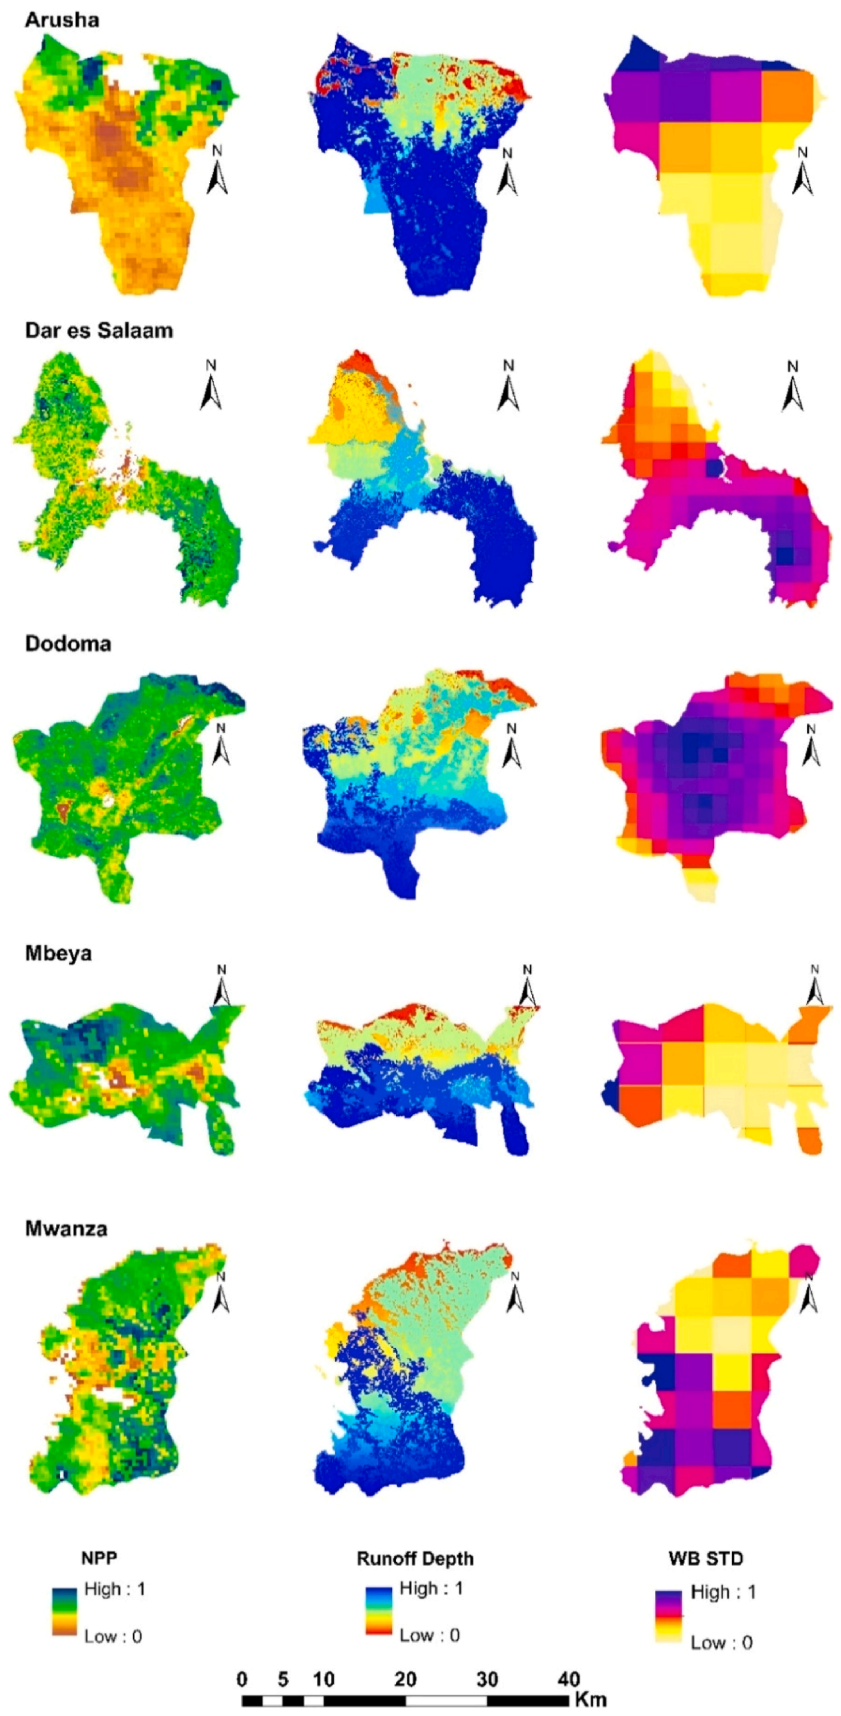 Arusha
N N N
Dar es Salaam
N N N
Dodoma
N N N
Mbeya
N N N
Mwanza
N N N
NPP Runoff Depth WB STD
High : 1 High : 1 High : 1
Low : 0 Low : 0 Low : 0
0 5 10 20 30 40
Km